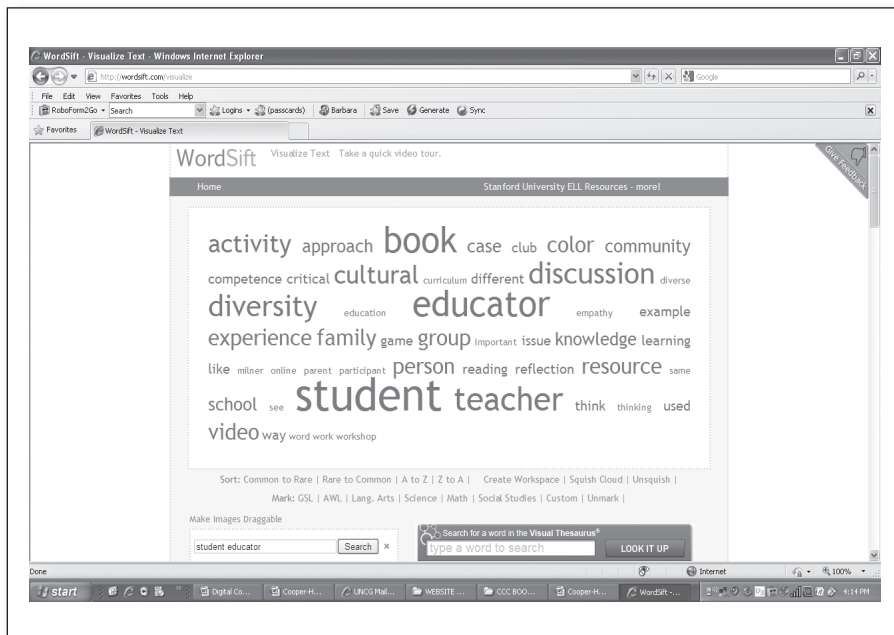 WordSift - Visualize Text - Windows Internet Explorer
http://wordsift.com/visualize
Google
File Edit View Favorites Tools Help
RoboForm2Go Search Logins (passcards) Barbara Save Generate Sync
Favorites WordSift - Visualize Text
WordSift Visualize Text Take a quick video tour.
Give Feedback
Home Stanford University ELL Resources - more!
activity approach book case club color community
competence critical cultural curriculum different discussion diverse
diversity education educator empathy example
experience family game group important issue knowledge learning
like milner online parent participant person reading reflection resource same
school see student teacher think thinking used
video way word work workshop
Sort: Common to Rare | Rare to Common | A to Z | Z to A | Create Workspace | Squish Cloud | Unsquish |
Mark: GSL | AWL | Lang. Arts | Science | Math | Social Studies | Custom | Unmark |
Make Images Draggable
Search for a word in the Visual Thesaurus®
student educator Search × type a word to search LOOK IT UP
Done Internet 100%
start Digital Co... Cooper-H... UNCG Mail... WEBSITE ... CCC BOO... Cooper-H... WordSift -... 4:14 PM